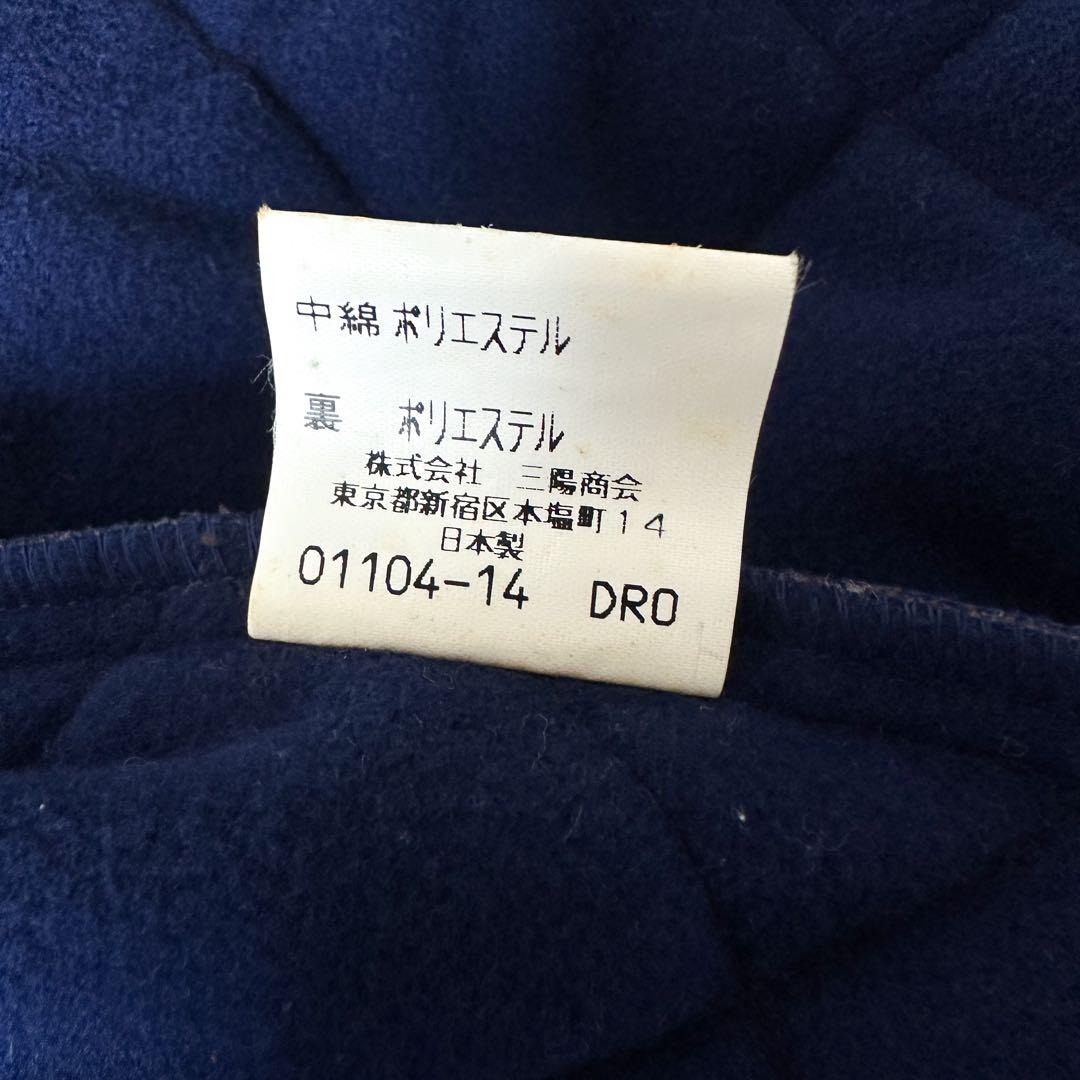 中綿 ポリエステル
裏 ポリエステル
株式会社 三陽商会
東京都新宿区本塩町14
日本製
01104-14 DRO